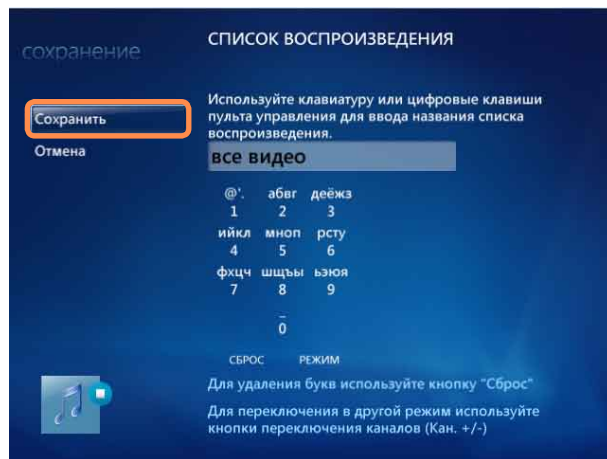 сохранение
СПИСОК ВОСПРОИЗВЕДЕНИЯ
Сохранить
Отмена
Используйте клавиатуру или цифровые клавиши
пульта управления для ввода названия списка
воспроизведения.
все видео
@'. абвг деёжз
1 2 3
ийкл мноп рсту
4 5 6
фхцч шщъы ьэюя
7 8 9
_
0
СБРОС РЕЖИМ
Для удаления букв используйте кнопку "Сброс"
Для переключения в другой режим используйте
кнопки переключения каналов (Кан. +/-)